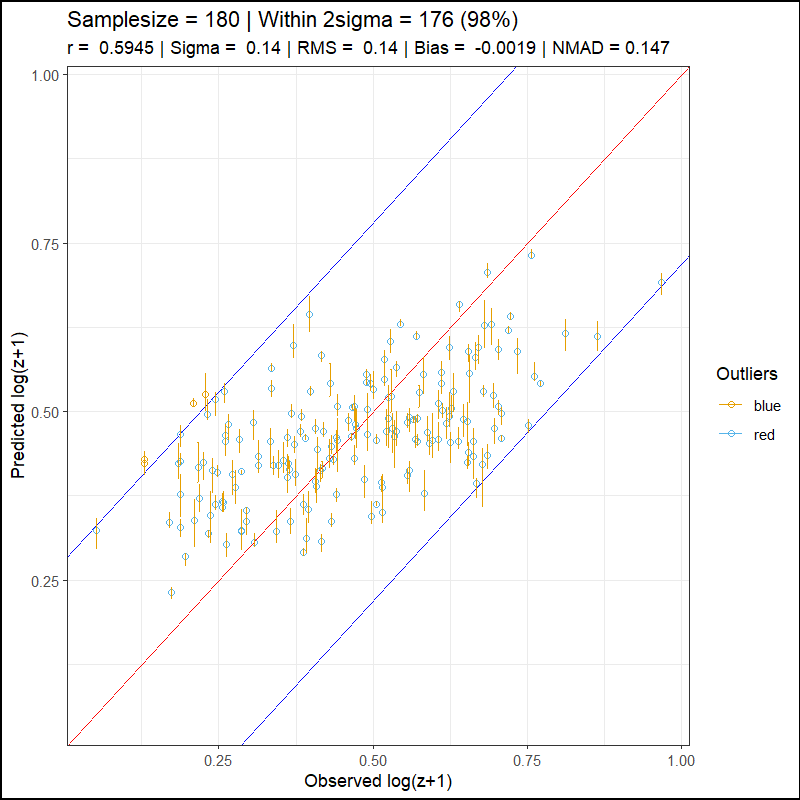 Samplesize = 180 | Within 2sigma = 176 (98%)
r =  0.5945 | Sigma =  0.14 | RMS =  0.14 | Bias =  -0.0019 | NMAD = 0.147
1.00
0.75
0.50
0.25
Predicted log(z+1)
0.25
0.50
0.75
1.00
Observed log(z+1)
Outliers
blue
red